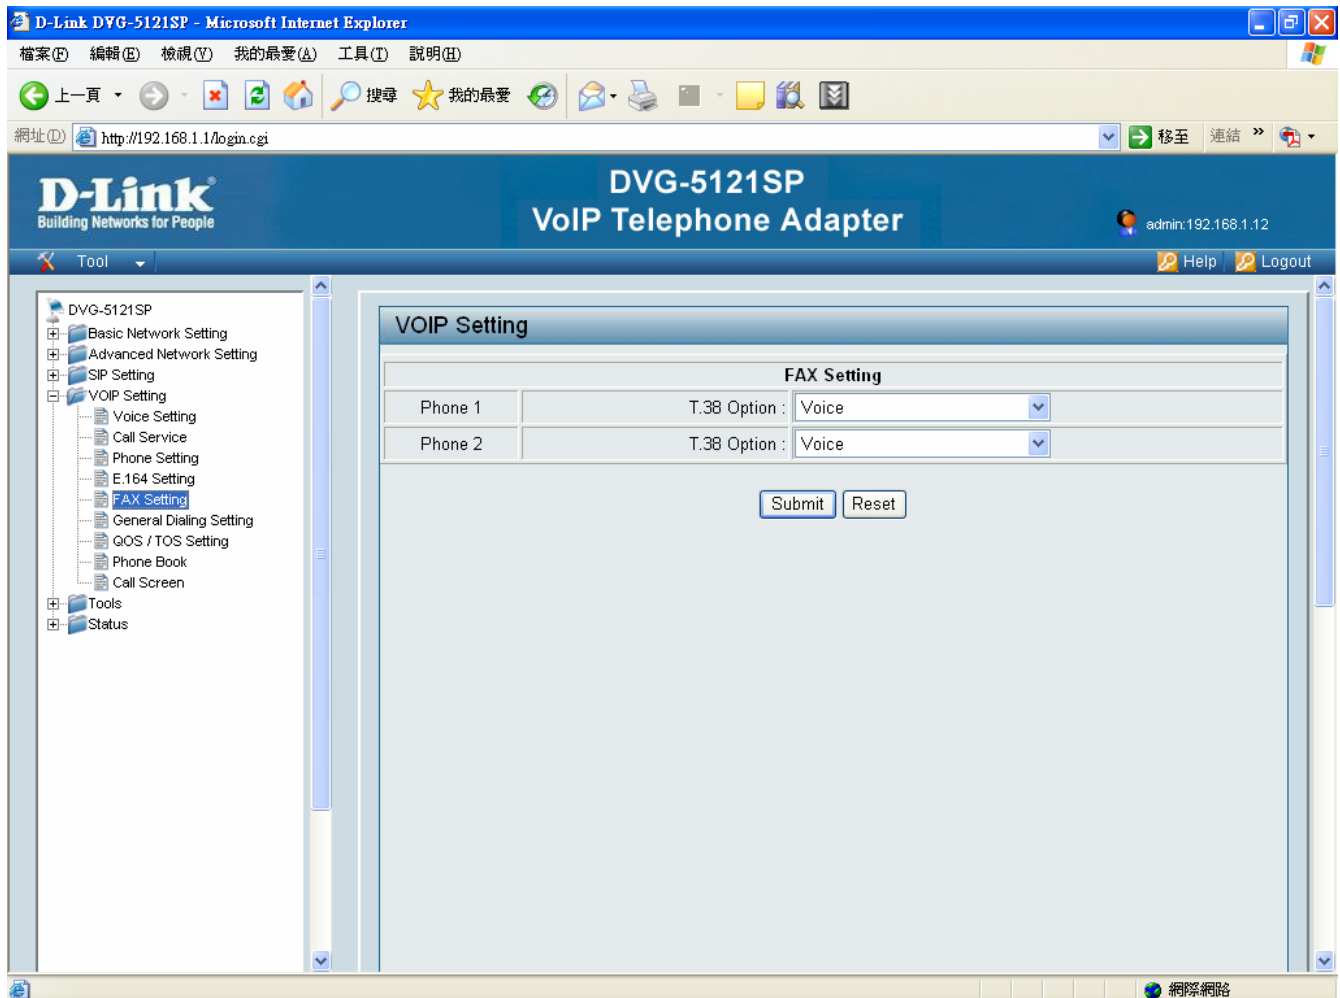 D-Link DVG-5121SP - Microsoft Internet Explorer
檔案(F) 編輯(E) 檢視(V) 我的最愛(A) 工具(T) 說明(H)
上一頁 搜尋 我的最愛
網址(D) http://192.168.1.1/login.cgi 移至 連結 »
D-Link®
Building Networks for People
DVG-5121SP
VoIP Telephone Adapter
admin:192.168.1.12
Tool Help Logout
DVG-5121SP
Basic Network Setting
Advanced Network Setting
SIP Setting
VOIP Setting
Voice Setting
Call Service
Phone Setting
E.164 Setting
FAX Setting
General Dialing Setting
QOS / TOS Setting
Phone Book
Call Screen
Tools
Status
VOIP Setting
FAX Setting
Phone 1 T.38 Option : Voice
Phone 2 T.38 Option : Voice
Submit Reset
網際網路